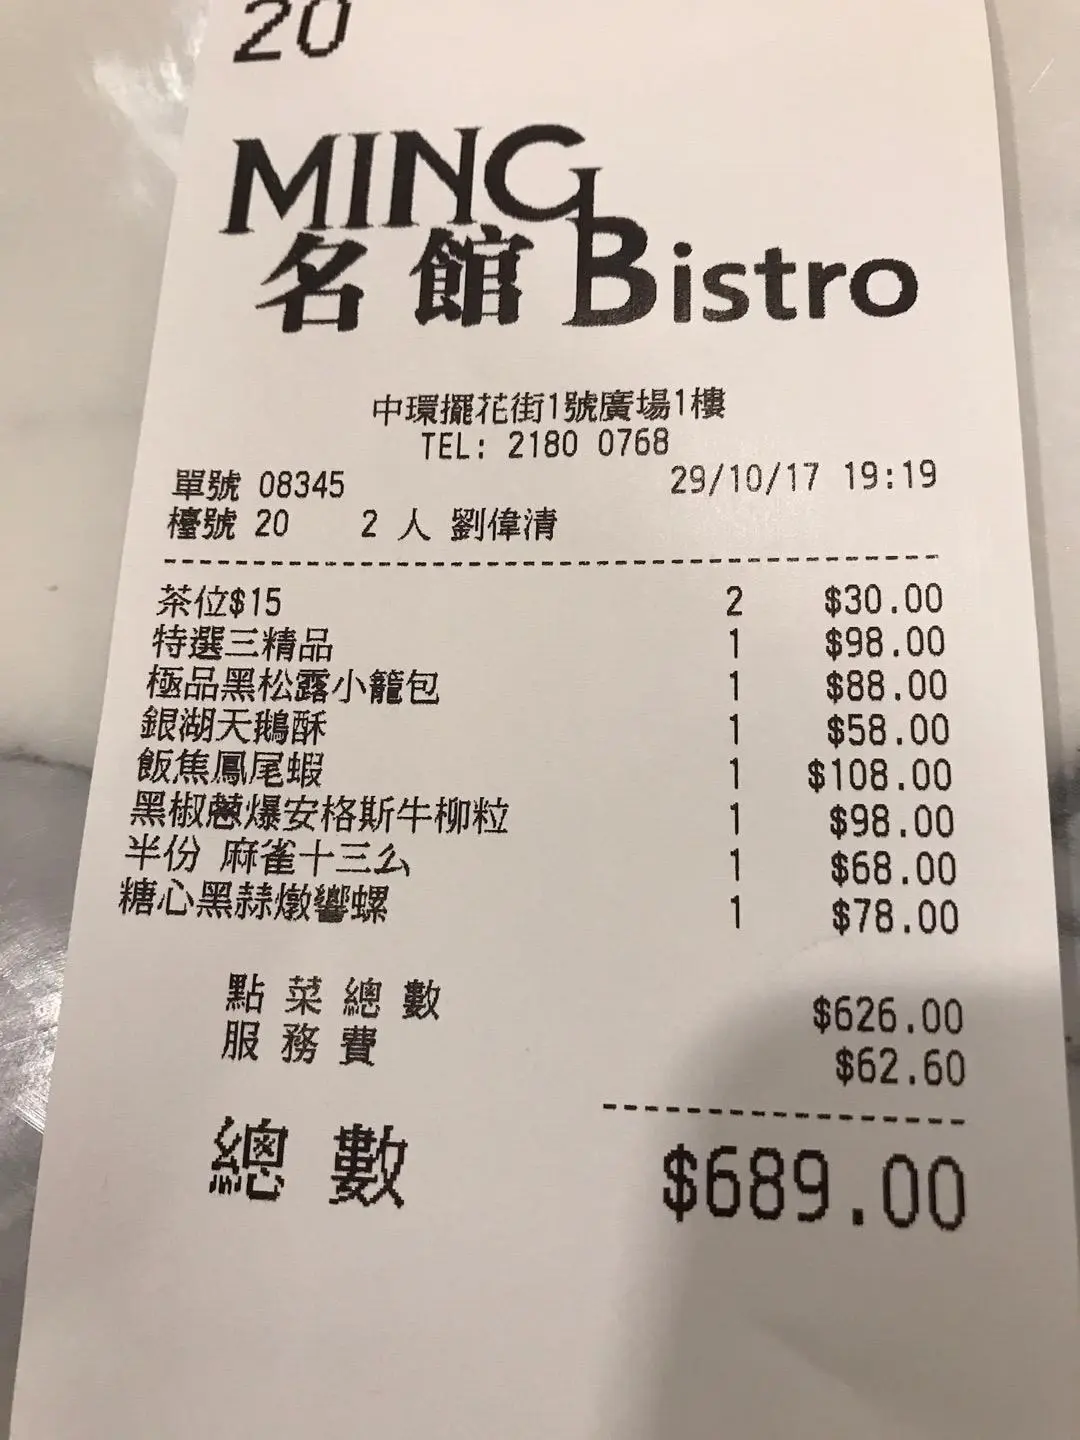 20
MING
名館 Bistro
中環擺花街1號廣場1樓
TEL: 2180 0768
單號 08345 29/10/17 19:19
檯號 20 2 人 劉偉清
茶位$15 2 $30.00
特選三精品 1 $98.00
極品黑松露小籠包 1 $88.00
銀湖天鵝酥 1 $58.00
飯焦鳳尾蝦 1 $108.00
黑椒蔥爆安格斯牛柳粒 1 $98.00
半份 麻雀十三么 1 $68.00
糖心黑蒜燉響螺 1 $78.00
點菜總數 $626.00
服務費 $62.60
總數 $689.00